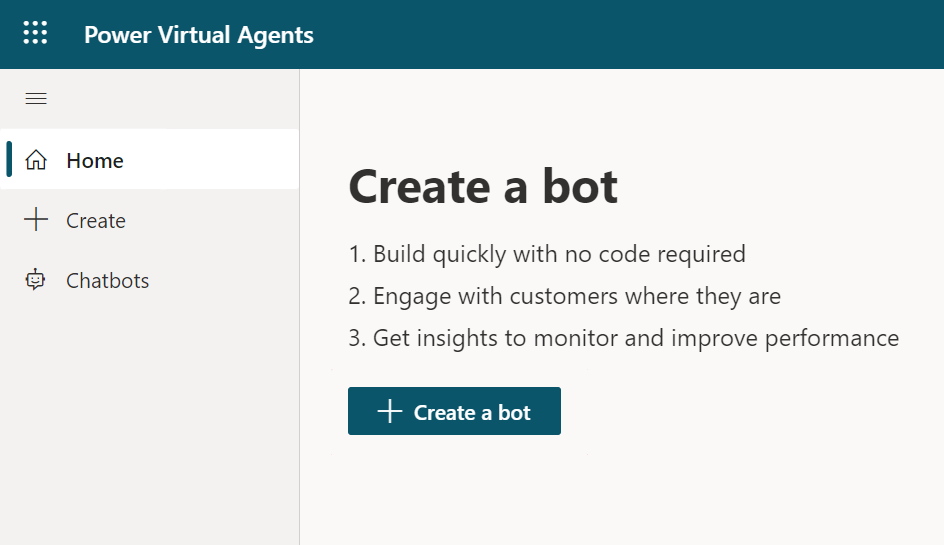 Power Virtual Agents
Home
Create
Chatbots
Create a bot
1. Build quickly with no code required
2. Engage with customers where they are
3. Get insights to monitor and improve performance
Create a bot